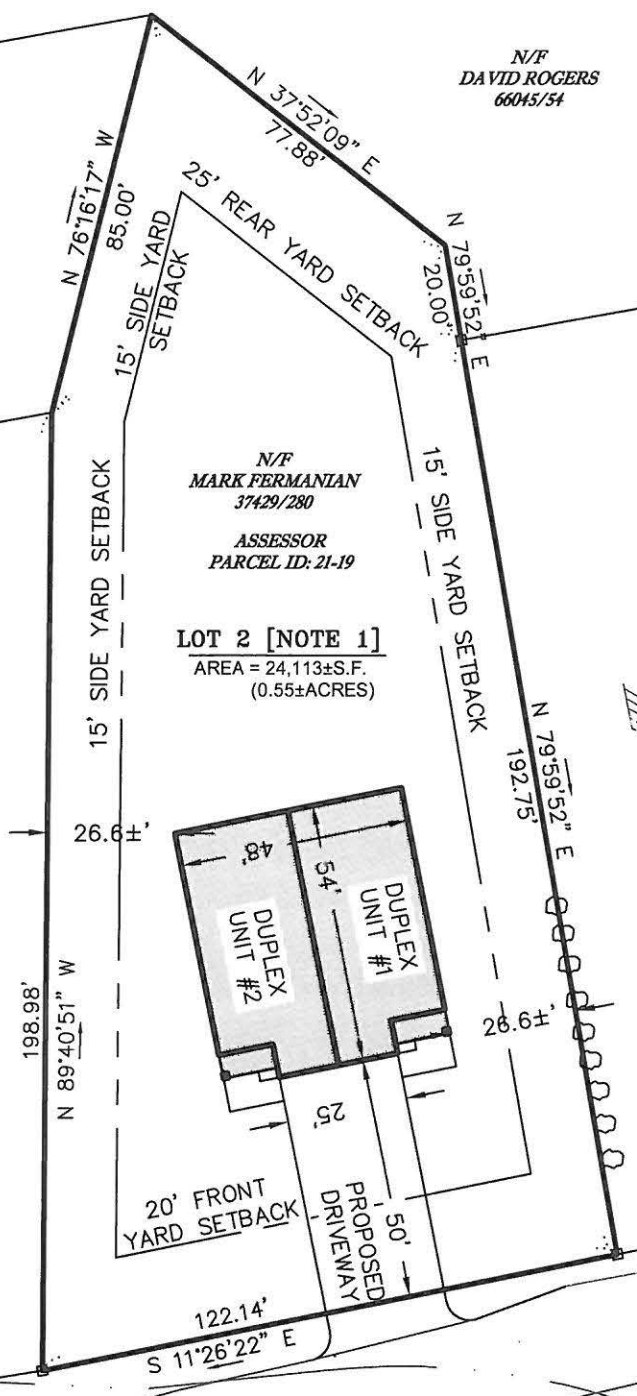 N/F
DAVID ROGERS
66045/54
N 37°52'09" E
77.88'
N 76°16'17" W
85.00'
25' REAR YARD SETBACK
15' SIDE YARD
SETBACK
N 79°59'52" E
20.00'
N/F
MARK FERMANIAN
37429/280
ASSESSOR
PARCEL ID: 21-19
15' SIDE YARD SETBACK
15' SIDE YARD SETBACK
LOT 2 [NOTE 1]
AREA = 24,113±S.F.
(0.55±ACRES)
N 79°59'52" E
192.75'
26.6±'
48'
54'
DUPLEX
UNIT #1
DUPLEX
UNIT #2
26.6±'
198.98'
N 89°40'51" W
25'
20' FRONT
YARD SETBACK
PROPOSED
DRIVEWAY
50'
122.14'
S 11°26'22" E